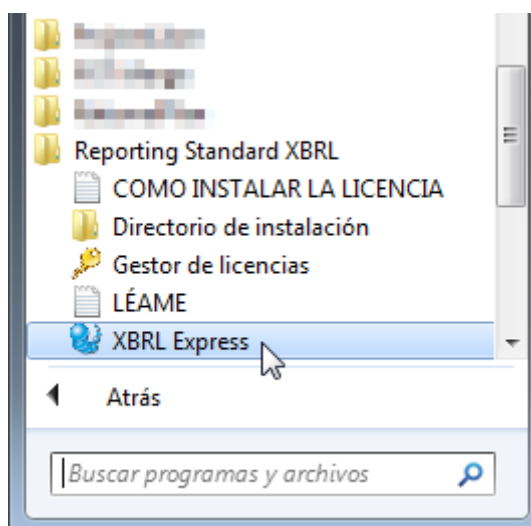 Reporting Standard XBRL
COMO INSTALAR LA LICENCIA
Directorio de instalación
Gestor de licencias
LÉAME
XBRL Express
Atrás
Buscar programas y archivos